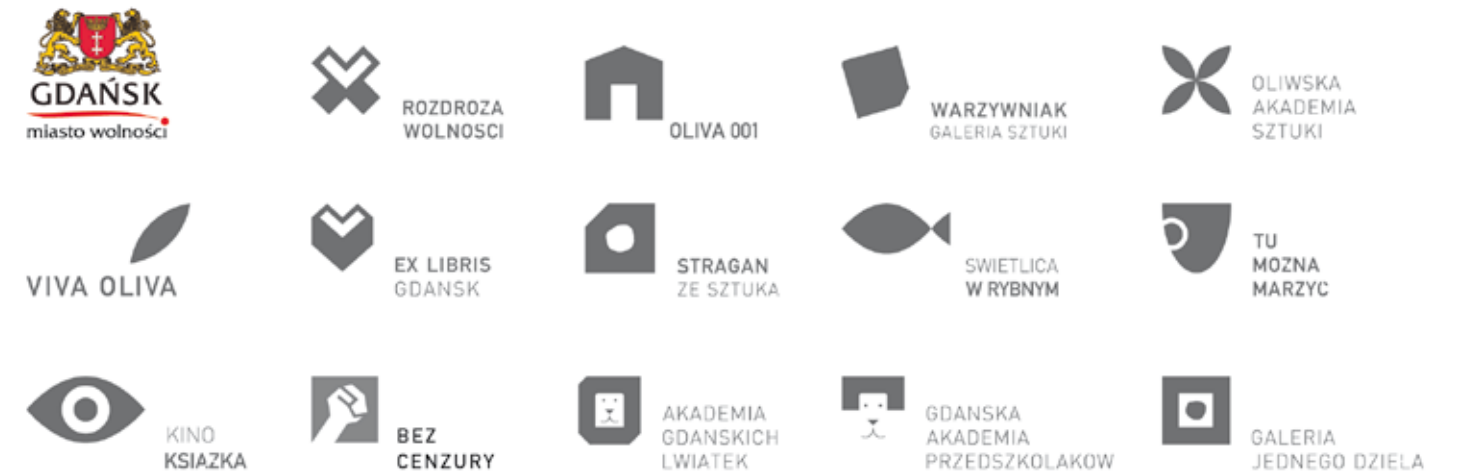 GDAŃSK
miasto wolności
ROZDROZA
WOLNOSCI
OLIVA 001
WARZYWNIAK
GALERIA SZTUKI
OLIWSKA
AKADEMIA
SZTUKI
VIVA OLIVA
EX LIBRIS
GDANSK
STRAGAN
ZE SZTUKA
SWIETLICA
W RYBNYM
TU
MOZNA
MARZYC
KINO
KSIAZKA
BEZ
CENZURY
AKADEMIA
GDANSKICH
LWIATEK
GDANSKA
AKADEMIA
PRZEDSZKOLAKOW
GALERIA
JEDNEGO DZIELA